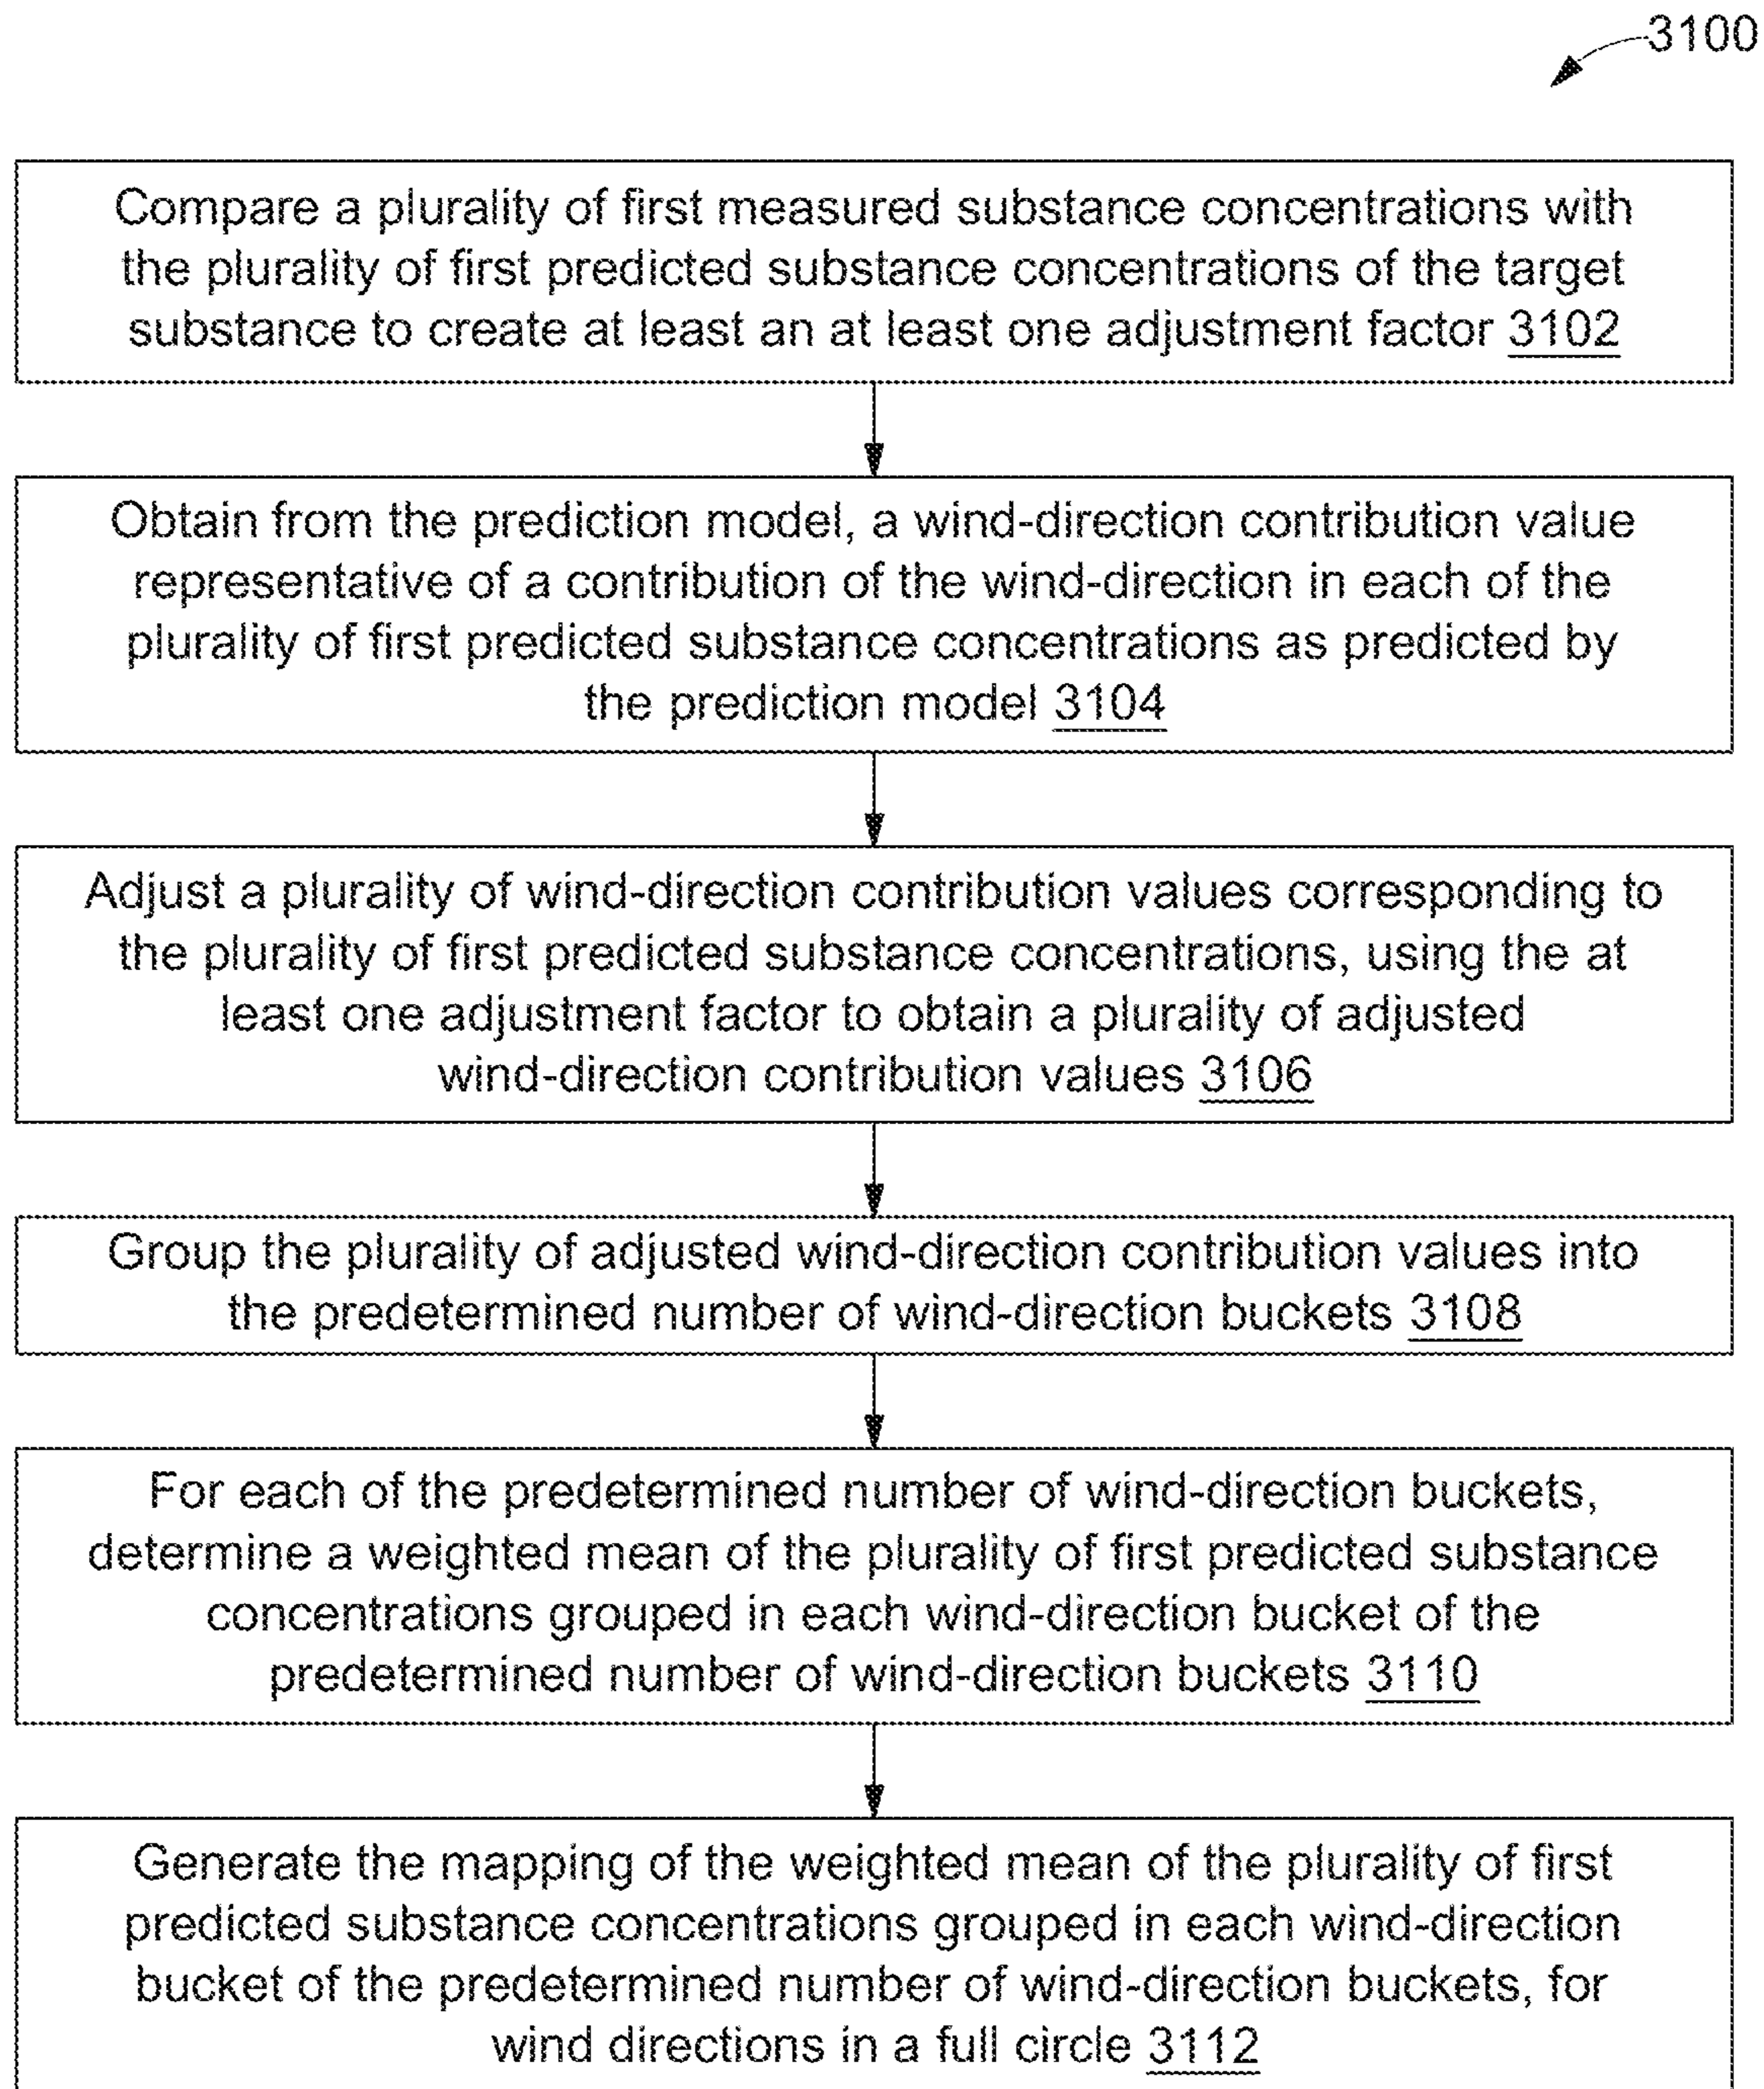 3100
Compare a plurality of first measured substance concentrations with
the plurality of first predicted substance concentrations of the target
substance to create at least an at least one adjustment factor 3102
Obtain from the prediction model, a wind-direction contribution value
representative of a contribution of the wind-direction in each of the
plurality of first predicted substance concentrations as predicted by
the prediction model 3104
Adjust a plurality of wind-direction contribution values corresponding to
the plurality of first predicted substance concentrations, using the at
least one adjustment factor to obtain a plurality of adjusted
wind-direction contribution values 3106
Group the plurality of adjusted wind-direction contribution values into
the predetermined number of wind-direction buckets 3108
For each of the predetermined number of wind-direction buckets,
determine a weighted mean of the plurality of first predicted substance
concentrations grouped in each wind-direction bucket of the
predetermined number of wind-direction buckets 3110
Generate the mapping of the weighted mean of the plurality of first
predicted substance concentrations grouped in each wind-direction
bucket of the predetermined number of wind-direction buckets, for
wind directions in a full circle 3112